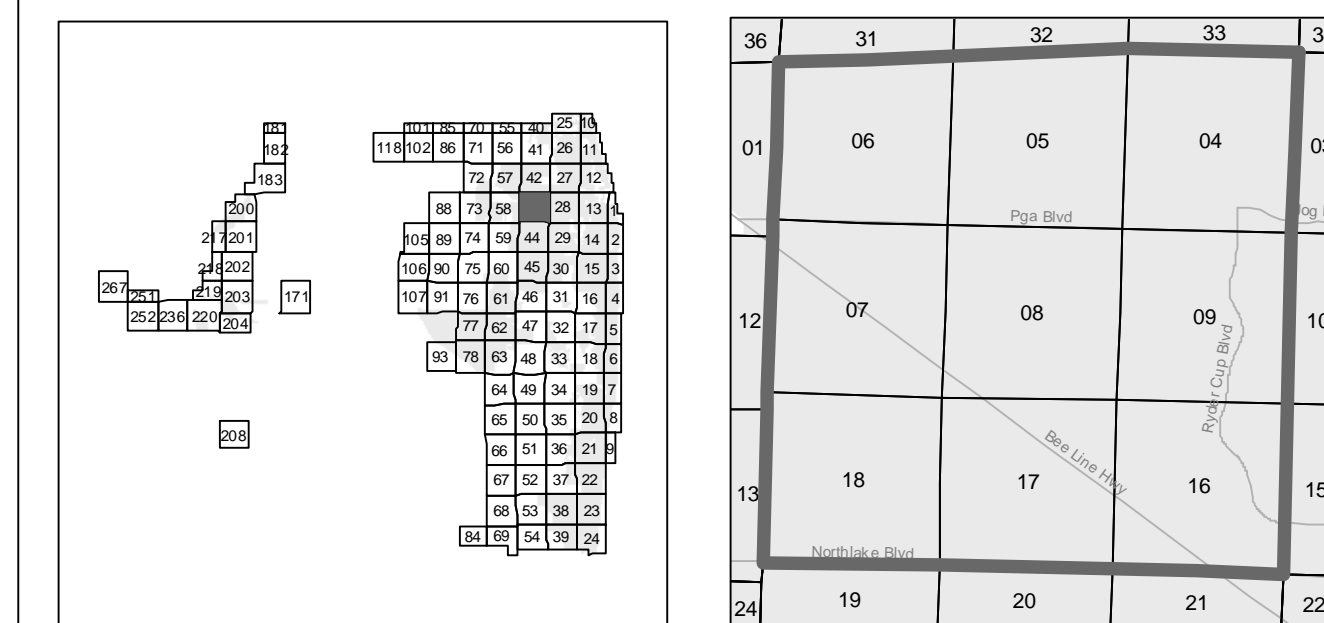 181 101 85 70 55 40 25 10
182 118 102 86 71 56 41 26 11
183 72 57 42 27 12
200 88 73 58 28 13 1
217 201 105 89 74 59 44 29 14 2
218 202 106 90 75 60 45 30 15 3
267 251 219 203 171 107 91 76 61 46 31 16 4
252 236 220 204 77 62 47 32 17 5
93 78 63 48 33 18 6
64 49 34 19 7
208 65 50 35 20 8
66 51 36 21 9
67 52 37 22
68 53 38 23
84 69 54 39 24
36 31 32 33
01 06 05 04
Pga Blvd
12 07 08 09 10
Ryder Cup Blvd
Bee Line Hwy
13 18 17 16 15
Northlake Blvd
24 19 20 21 22